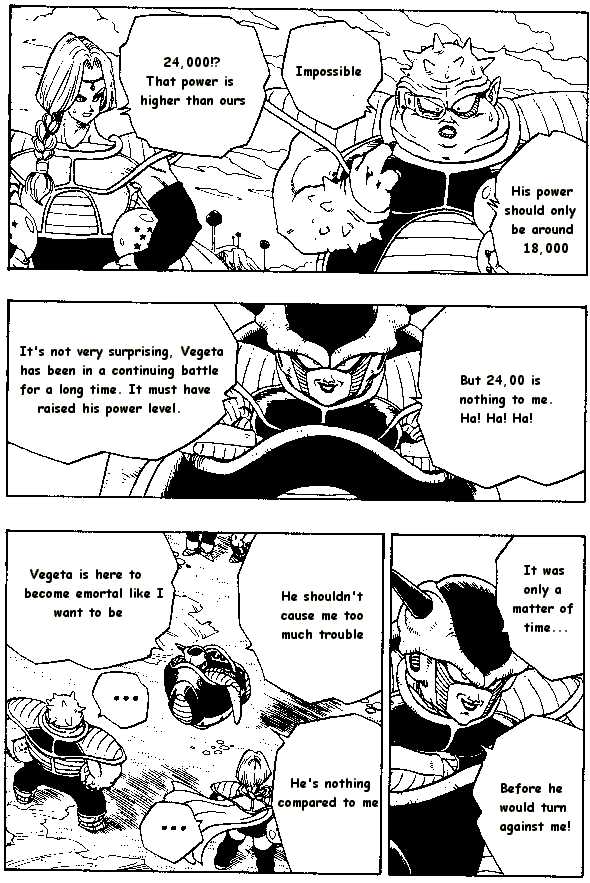 24,000!?
That power is
higher than ours
Impossible
His power
should only
be around
18,000
It's not very surprising, Vegeta
has been in a continuing battle
for a long time. It must have
raised his power level.
But 24,00 is
nothing to me.
Ha! Ha! Ha!
Vegeta is here to
become emortal like I
want to be
He shouldn't
cause me too
much trouble
...
...
He's nothing
compared to me
It was
only a
matter of
time...
Before he
would turn
against me!